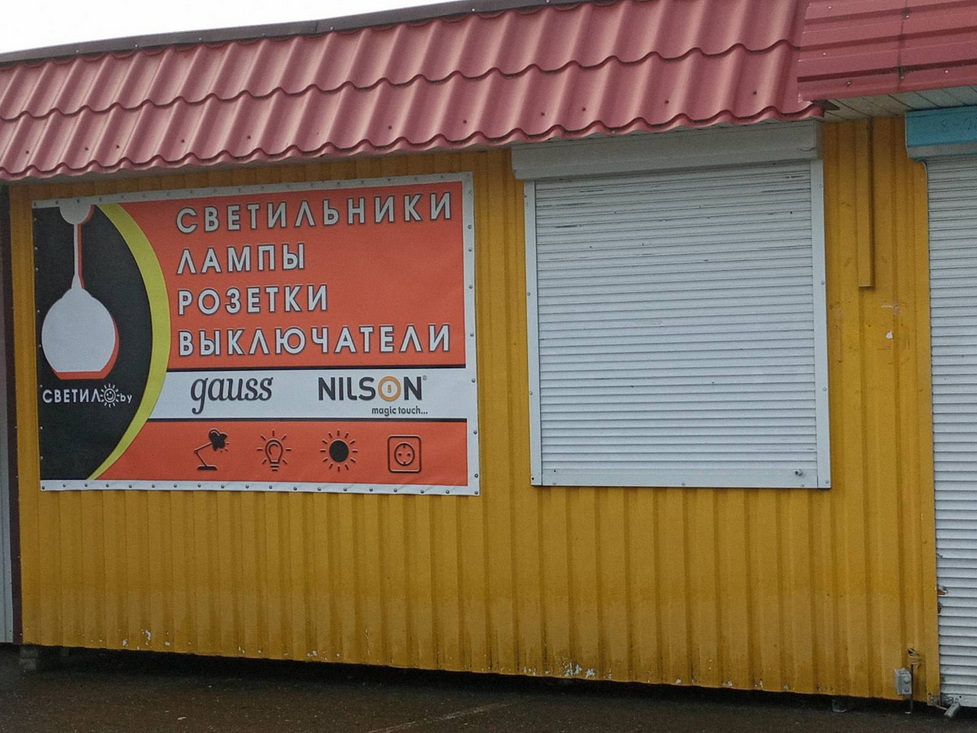 СВЕТИЛЬНИКИ
ЛАМПЫ
РОЗЕТКИ
ВЫКЛЮЧАТЕЛИ
СВЕТИЛО.by
gauss
NILSON®
magic touch...